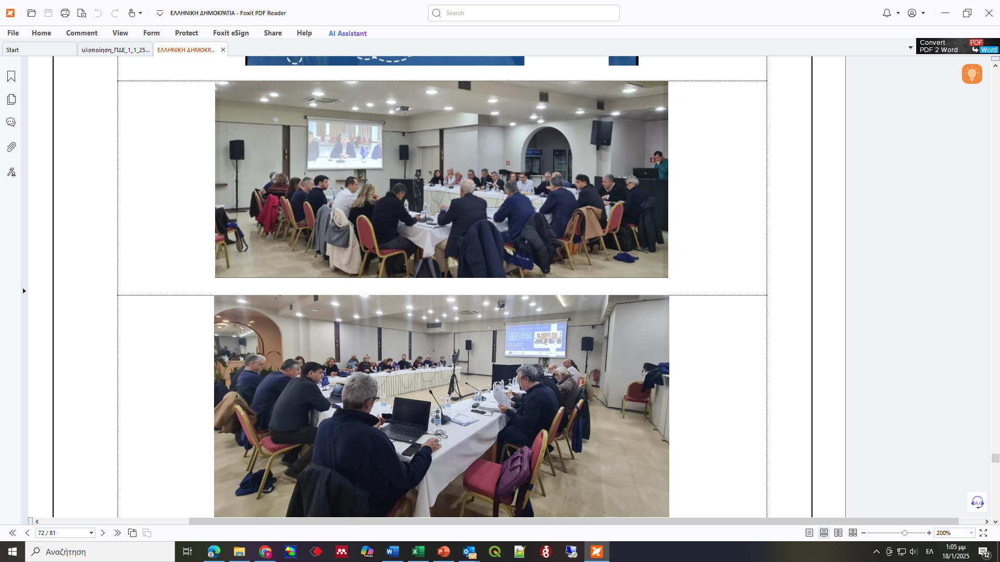 ΕΛΛΗΝΙΚΗ ΔΗΜΟΚΡΑΤΙΑ - Foxit PDF Reader
Search
File Home Comment View Form Protect Foxit eSign Share Help AI Assistant
Start
υλοποίηση_ΠΔΕ_1_1_25...
ΕΛΛΗΝΙΚΗ ΔΗΜΟΚΡ...
Convert PDF
PDF 2 Word Word
AI
72 / 81
200%
Αναζήτηση
M365
ΕΛ
1:05 μμ
18/1/2025
12